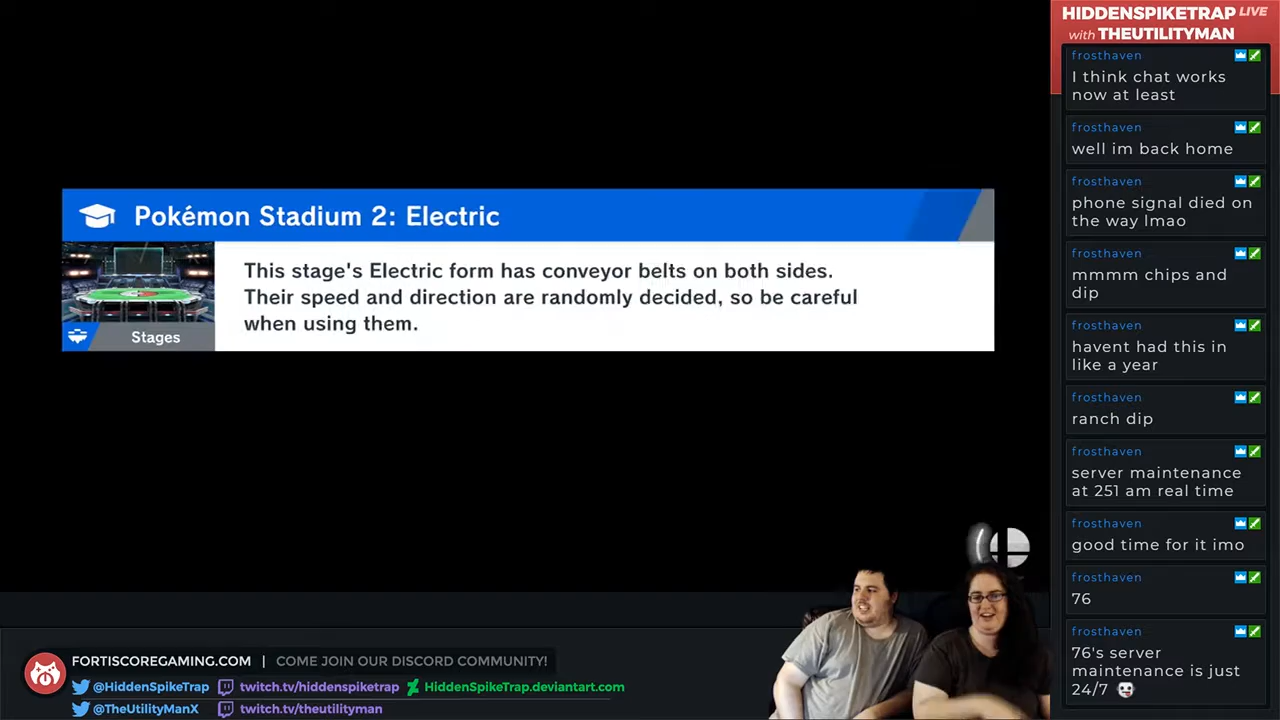 HIDDENSPIKETRAP LIVE
with THEUTILITYMAN
frosthaven
I think chat works
now at least
frosthaven
well im back home
frosthaven
phone signal died on
the way lmao
frosthaven
mmmm chips and
dip
frosthaven
havent had this in
like a year
frosthaven
ranch dip
frosthaven
server maintenance
at 251 am real time
frosthaven
good time for it imo
frosthaven
76
frosthaven
76's server
maintenance is just
24/7
Pokémon Stadium 2: Electric
This stage's Electric form has conveyor belts on both sides.
Their speed and direction are randomly decided, so be careful
when using them.
Stages
FORTISCOREGAMING.COM | COME JOIN OUR DISCORD COMMUNITY!
@HiddenSpikeTrap twitch.tv/hiddenspiketrap HiddenSpikeTrap.deviantart.com
@TheUtilityManX twitch.tv/theutilityman